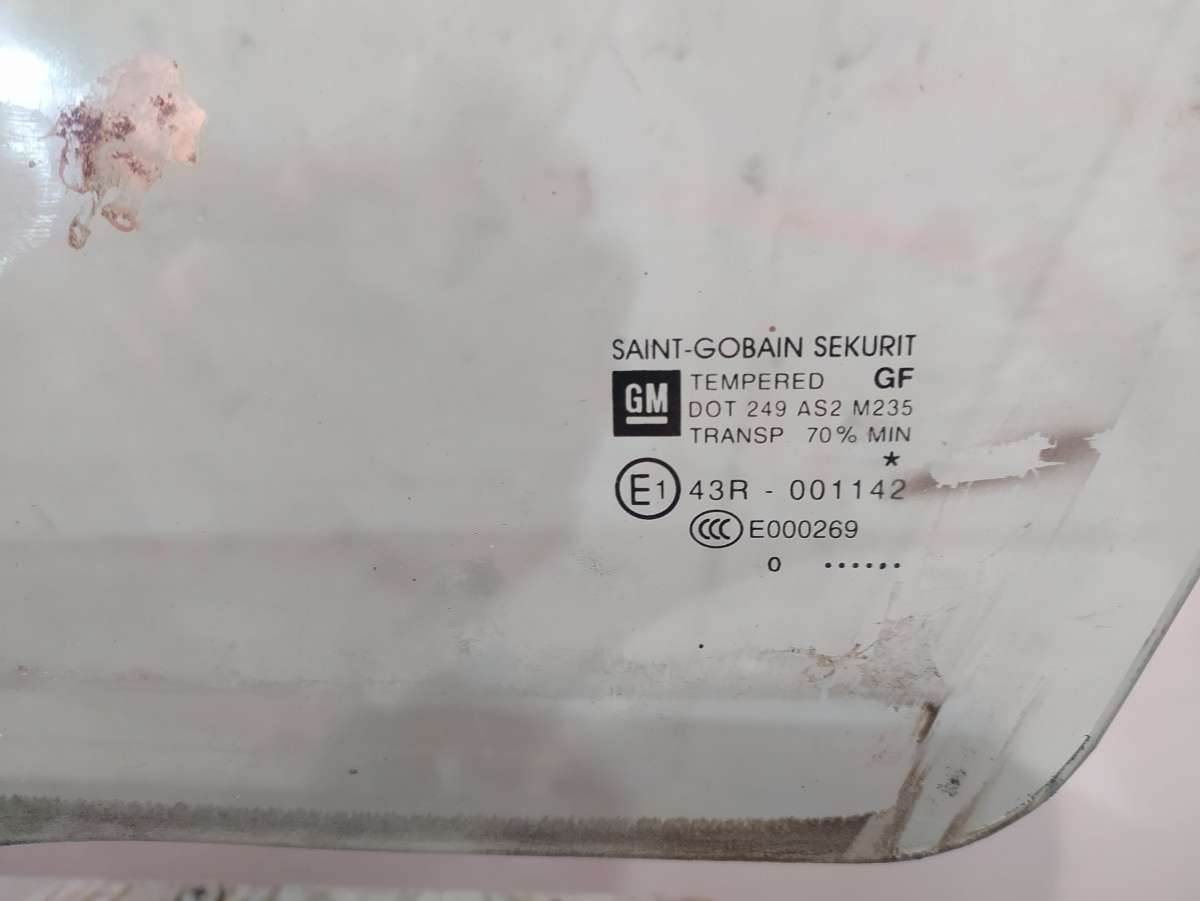 SAINT-GOBAIN SEKURIT
GM TEMPERED GF
DOT 249 AS2 M235
TRANSP 70% MIN
*
E1 43R - 001142
CCC E000269
0 ......